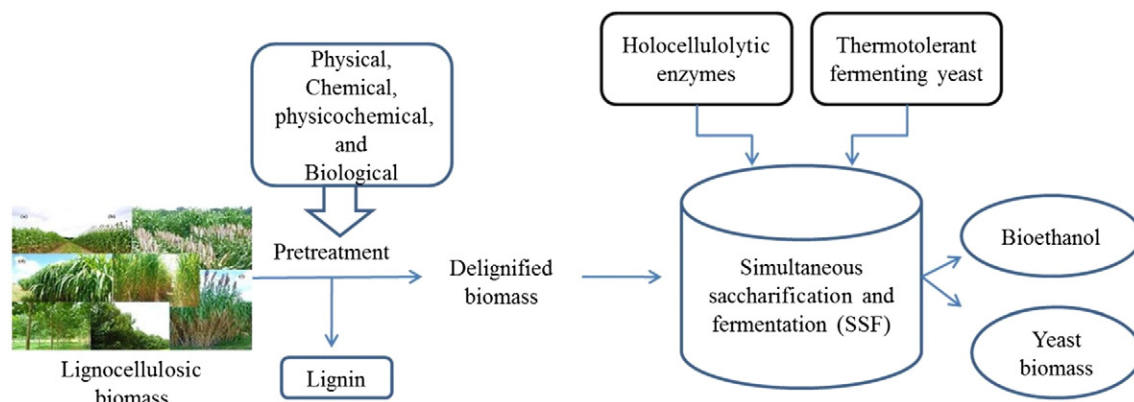 Physical,
Chemical,
physicochemical,
and
Biological
Holocellulolytic
enzymes
Thermotolerant
fermenting yeast
Pretreatment
Delignified
biomass
Simultaneous
saccharification and
fermentation (SSF)
Bioethanol
Yeast
biomass
Lignin
Lignocellulosic
biomass
(a)
(b)